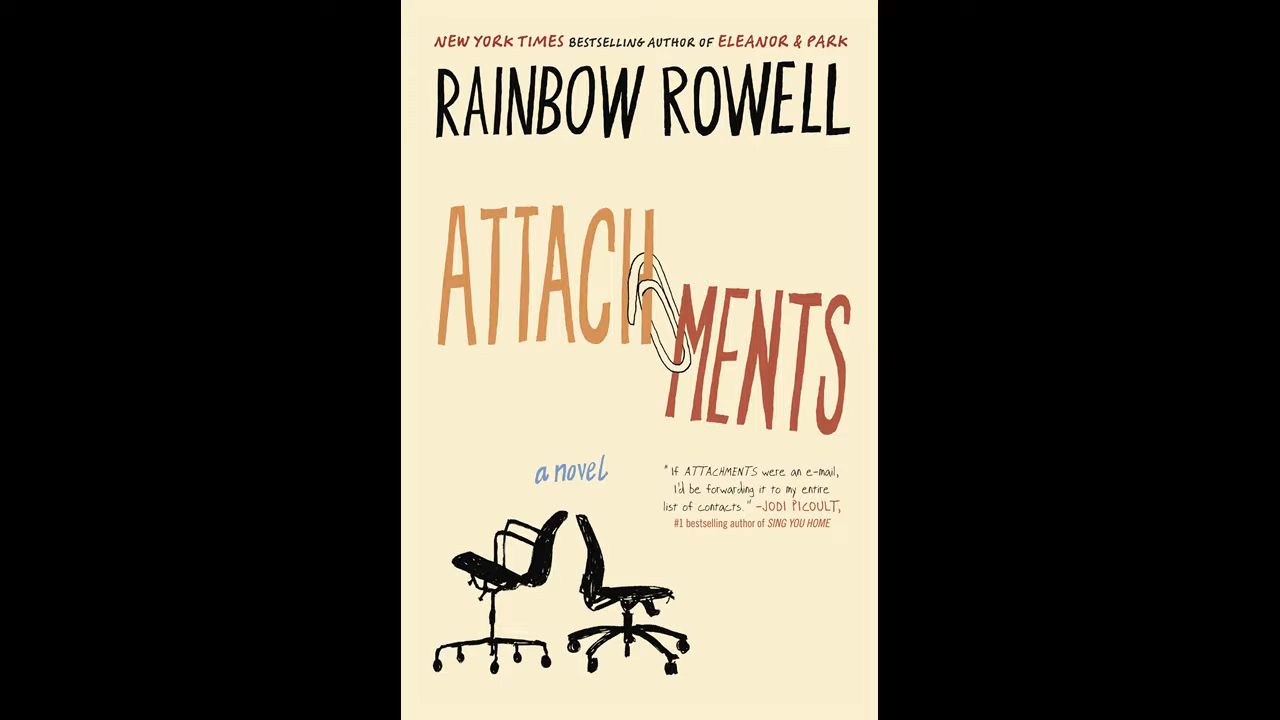 NEW YORK TIMES BESTSELLING AUTHOR OF ELEANOR & PARK
RAINBOW ROWELL
ATTACH
MENTS
a novel
"If ATTACHMENTS were an e-mail,
I'd be forwarding it to my entire
list of contacts." –JODI PICOULT,
#1 bestselling author of SING YOU HOME